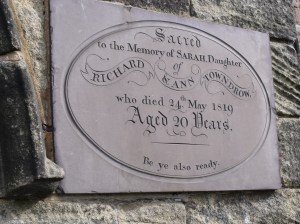 Sacred
to the Memory of SARAH, Daughter
of
RICHARD & ANN TOWNDROW
who died 24th May 1819
Aged 20 Years.
Be ye also ready.